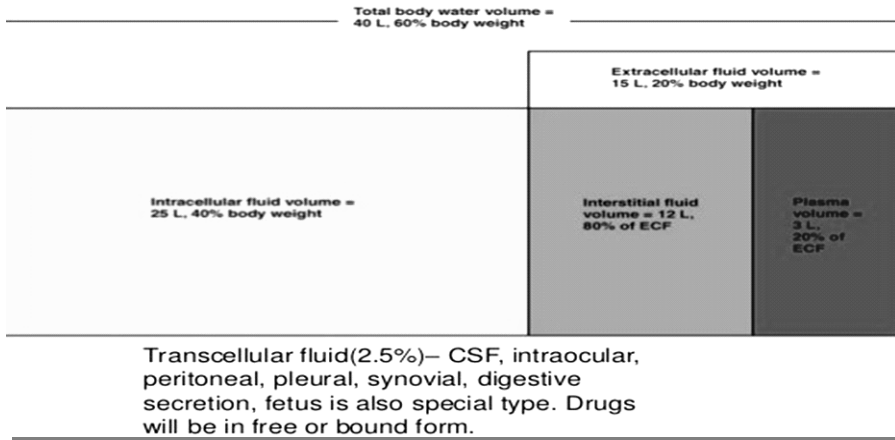 Total body water volume =
40 L, 60% body weight
Extracellular fluid volume =
15 L, 20% body weight
Intracellular fluid volume =
25 L, 40% body weight
Interstitial fluid
volume = 12 L,
80% of ECF
Plasma
volume =
3 L,
20% of
ECF
Transcellular fluid(2.5%)– CSF, intraocular,
peritoneal, pleural, synovial, digestive
secretion, fetus is also special type. Drugs
will be in free or bound form.